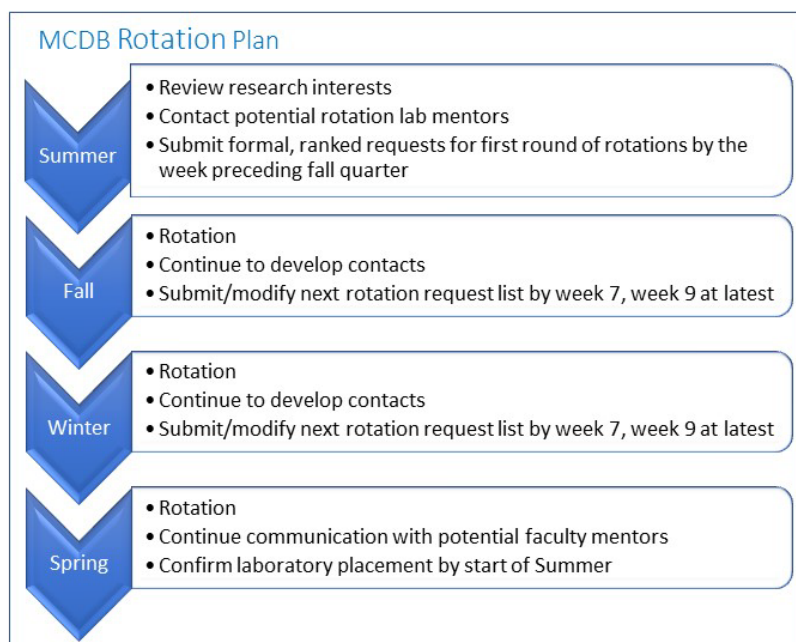 MCDB Rotation Plan
Summer
• Review research interests
• Contact potential rotation lab mentors
• Submit formal, ranked requests for first round of rotations by the
week preceding fall quarter
Fall
• Rotation
• Continue to develop contacts
• Submit/modify next rotation request list by week 7, week 9 at latest
Winter
• Rotation
• Continue to develop contacts
• Submit/modify next rotation request list by week 7, week 9 at latest
Spring
• Rotation
• Continue communication with potential faculty mentors
• Confirm laboratory placement by start of Summer